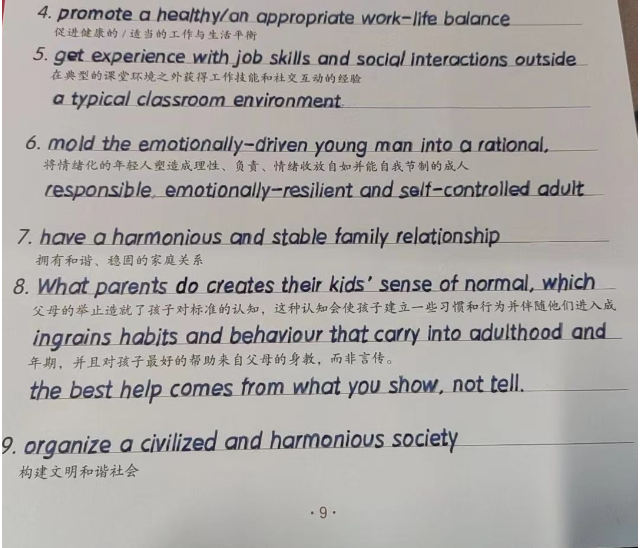 4. promote a healthy/an appropriate work-life balance
促进健康的/适当的工作与生活平衡
5. get experience with job skills and social interactions outside
在典型的课堂环境之外获得工作技能和社交互动的经验
a typical classroom environment
6. mold the emotionally-driven young man into a rational,
将情绪化的年轻人塑造成理性、负责、情绪收放自如并能自我节制的成人
responsible, emotionally-resilient and self-controlled adult
7. have a harmonious and stable family relationship
拥有和谐、稳固的家庭关系
8. What parents do creates their kids' sense of normal, which
父母的举止造就了孩子对标准的认知，这种认知会使孩子建立一些习惯和行为并伴随他们进入成
ingrains habits and behaviour that carry into adulthood and
年期，并且对孩子最好的帮助来自父母的身教，而非言传。
the best help comes from what you show, not tell.
9. organize a civilized and harmonious society
构建文明和谐社会
·9·